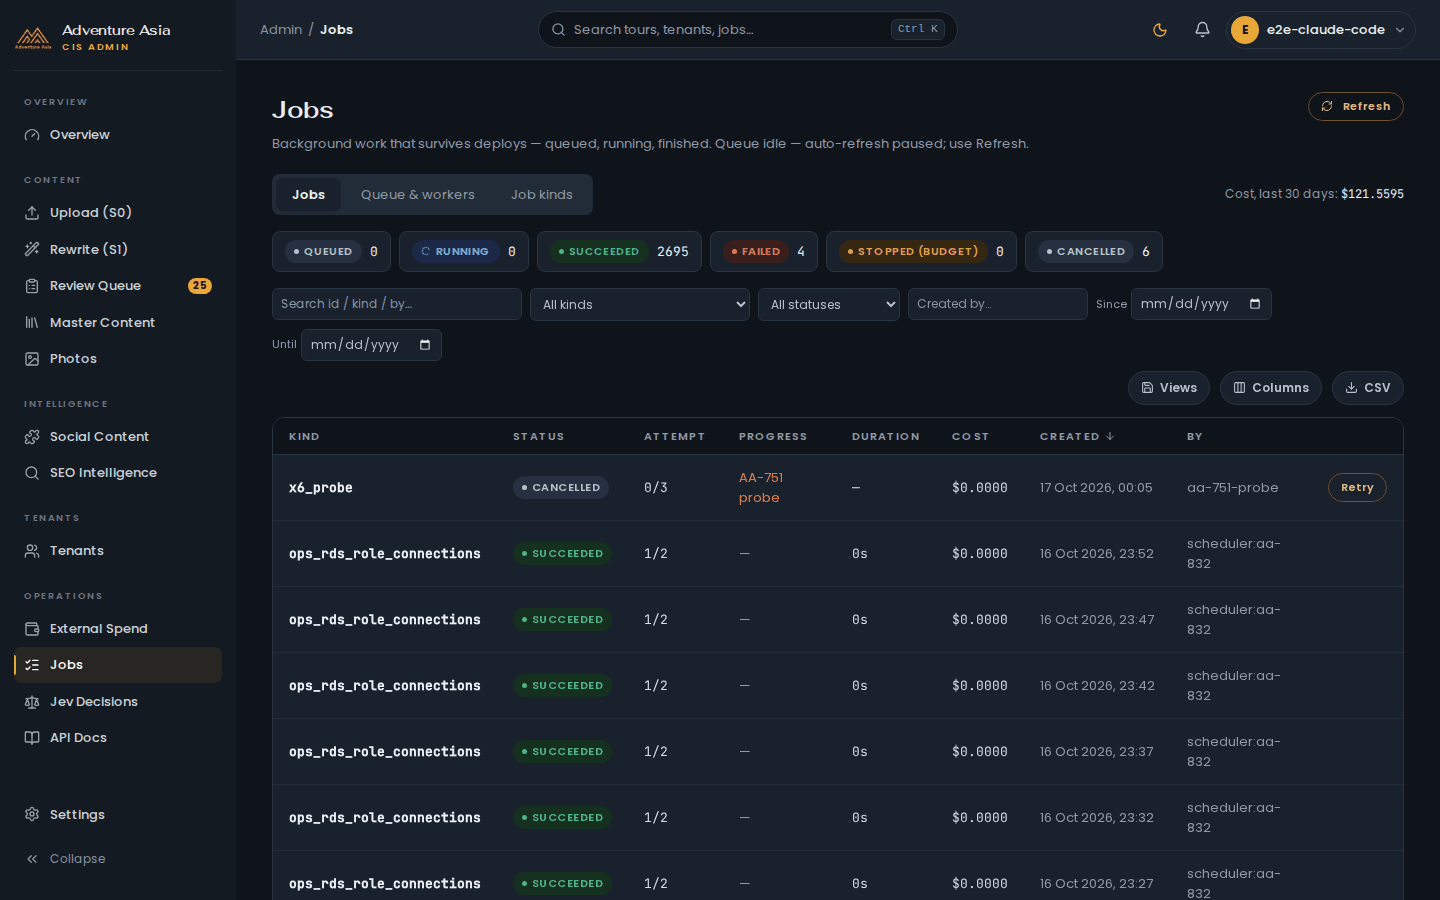 Adventure Asia
CIS ADMIN
Adventure Asia
Admin / Jobs
Search tours, tenants, jobs…
Ctrl K
E
e2e-claude-code
OVERVIEW
Overview
CONTENT
Upload (S0)
Rewrite (S1)
Review Queue
25
Master Content
Photos
INTELLIGENCE
Social Content
SEO Intelligence
TENANTS
Tenants
OPERATIONS
External Spend
Jobs
Jev Decisions
API Docs
Settings
Collapse
Jobs
Refresh
Background work that survives deploys — queued, running, finished. Queue idle — auto-refresh paused; use Refresh.
Jobs
Queue & workers
Job kinds
Cost, last 30 days: $121.5595
QUEUED 0
RUNNING 0
SUCCEEDED 2695
FAILED 4
STOPPED (BUDGET) 0
CANCELLED 6
Search id / kind / by…
All kinds
All statuses
Created by…
Since mm/dd/yyyy
Until mm/dd/yyyy
Views
Columns
CSV
KIND STATUS ATTEMPT PROGRESS DURATION COST CREATED ↓ BY
x6_probe CANCELLED 0/3 AA-751 probe — $0.0000 17 Oct 2026, 00:05 aa-751-probe Retry
ops_rds_role_connections SUCCEEDED 1/2 — 0s $0.0000 16 Oct 2026, 23:52 scheduler:aa-832
ops_rds_role_connections SUCCEEDED 1/2 — 0s $0.0000 16 Oct 2026, 23:47 scheduler:aa-832
ops_rds_role_connections SUCCEEDED 1/2 — 0s $0.0000 16 Oct 2026, 23:42 scheduler:aa-832
ops_rds_role_connections SUCCEEDED 1/2 — 0s $0.0000 16 Oct 2026, 23:37 scheduler:aa-832
ops_rds_role_connections SUCCEEDED 1/2 — 0s $0.0000 16 Oct 2026, 23:32 scheduler:aa-832
ops_rds_role_connections SUCCEEDED 1/2 — 0s $0.0000 16 Oct 2026, 23:27 scheduler:aa-832